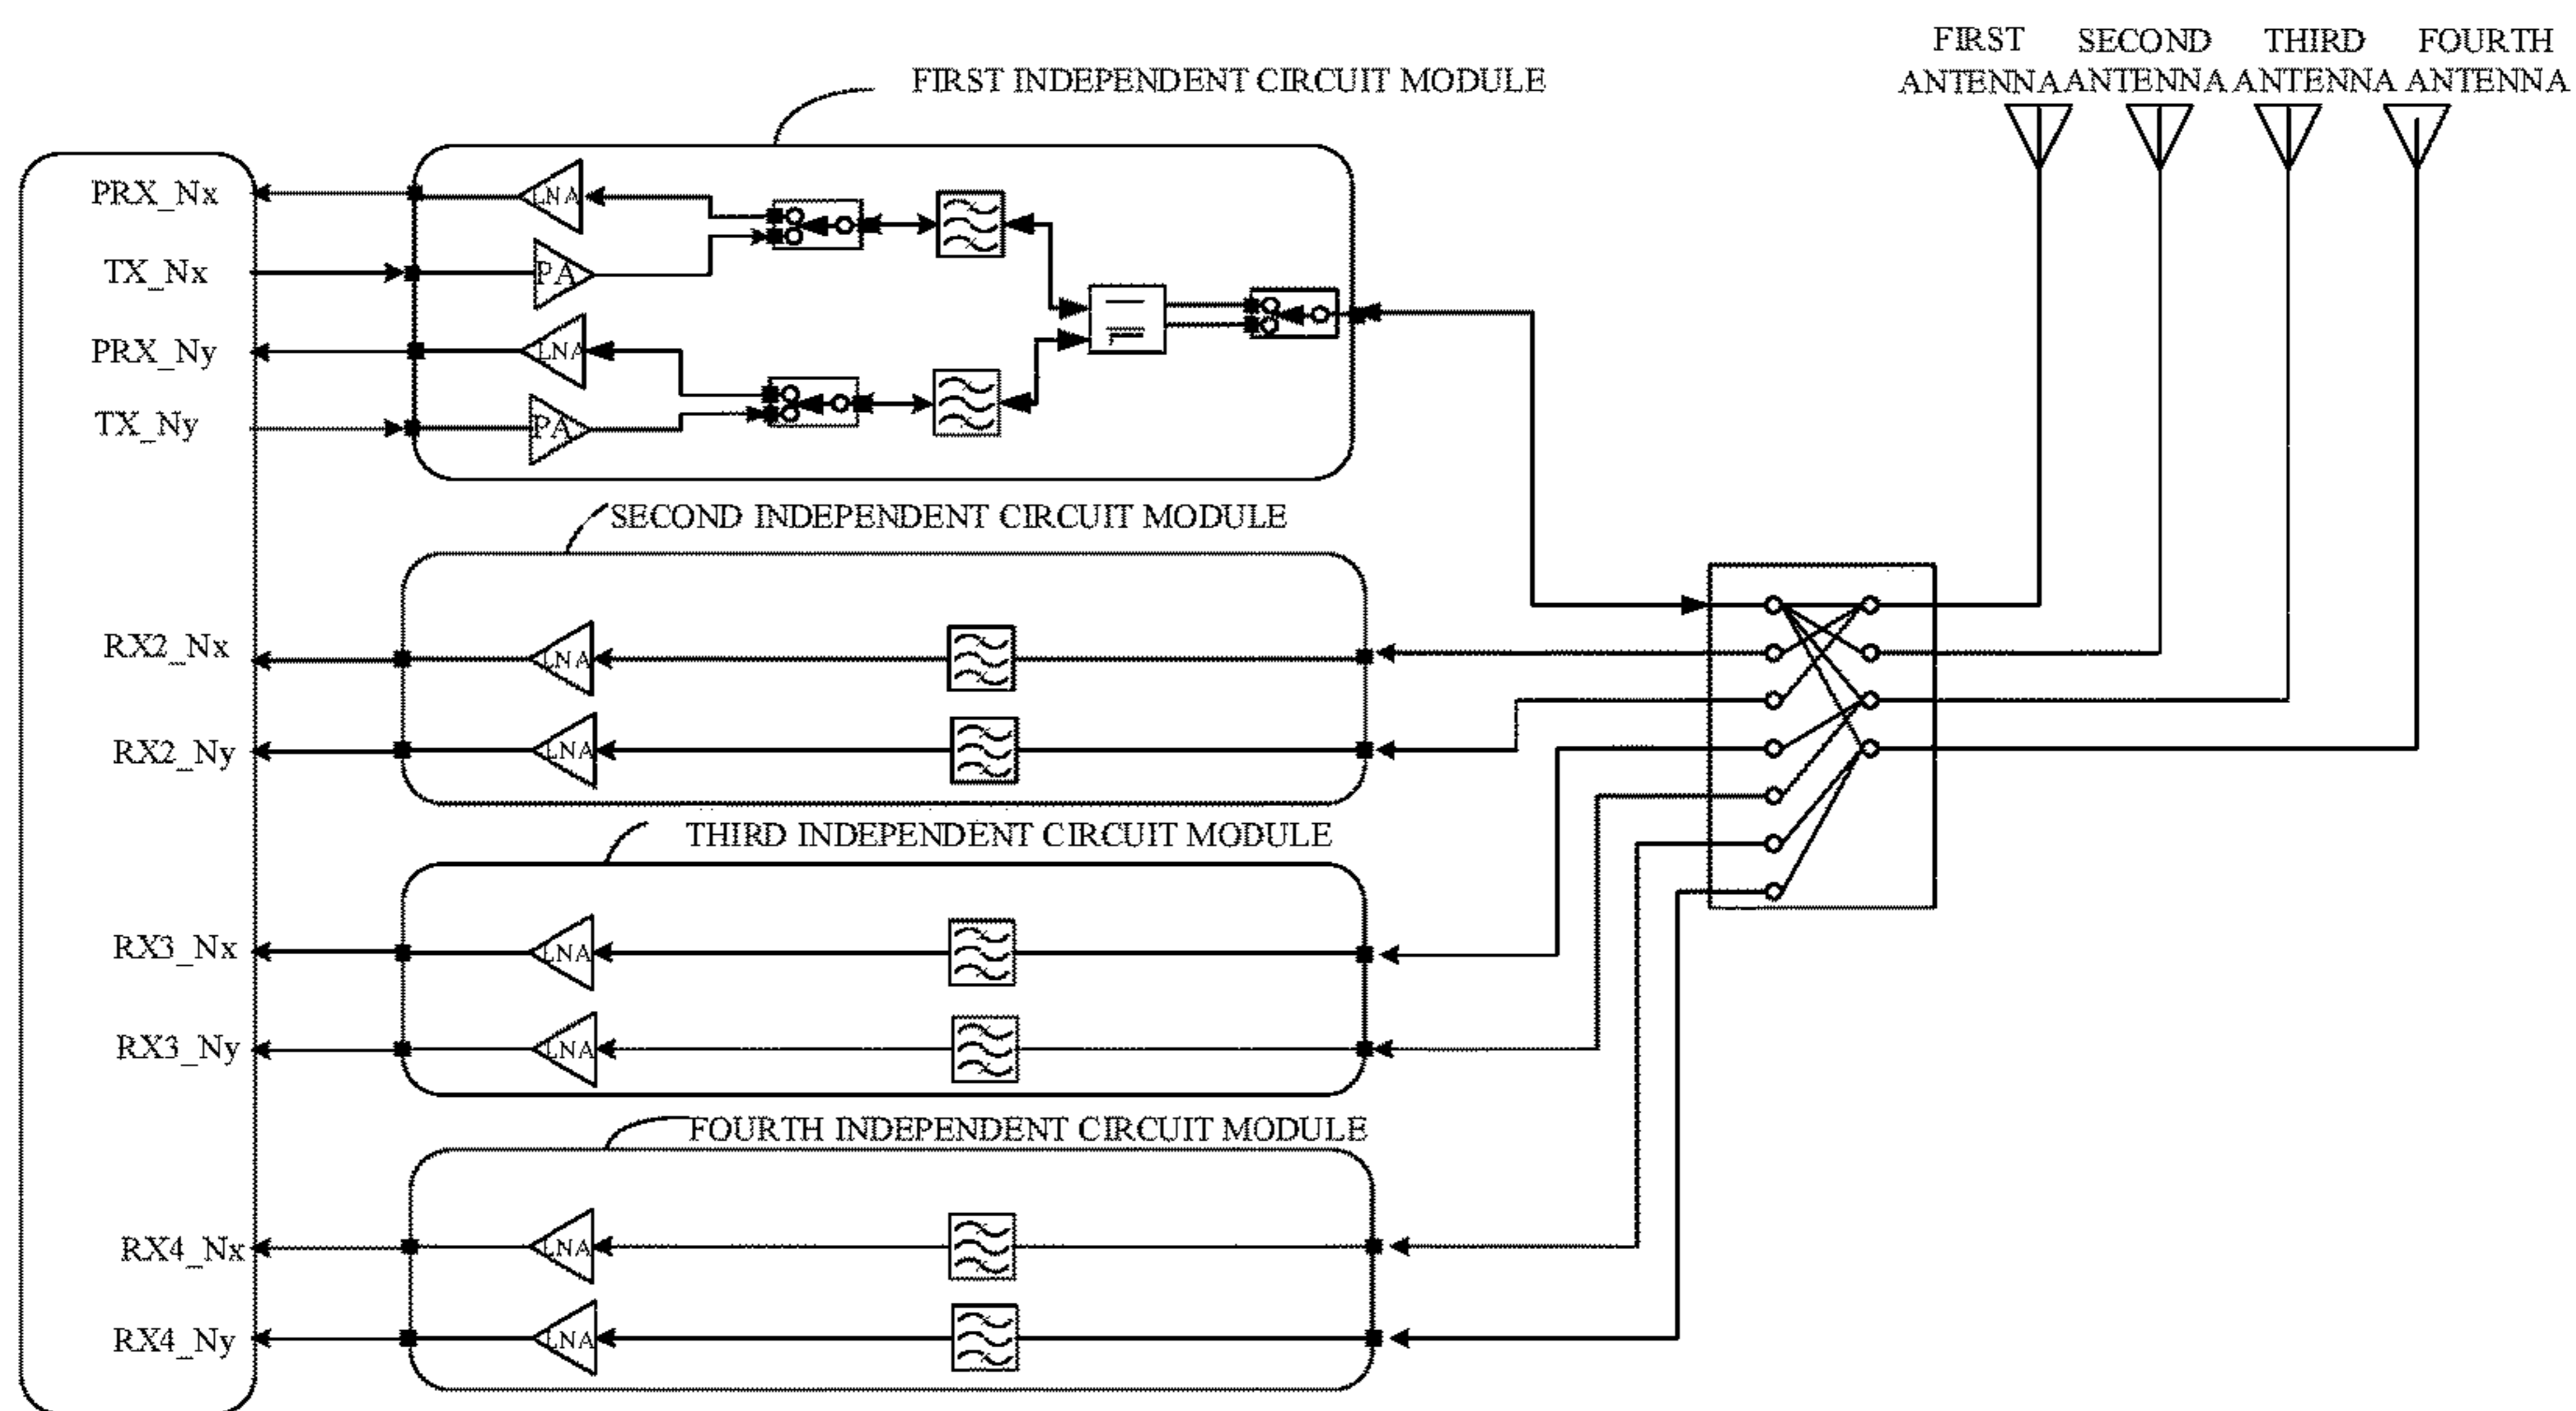 FIRST SECOND THIRD FOURTH
ANTENNA ANTENNA ANTENNA ANTENNA
FIRST INDEPENDENT CIRCUIT MODULE
PRX_Nx
LNA
TX_Nx
PA
PRX_Ny
LNA
TX_Ny
PA
SECOND INDEPENDENT CIRCUIT MODULE
RX2_Nx
LNA
RX2_Ny
LNA
THIRD INDEPENDENT CIRCUIT MODULE
RX3_Nx
LNA
RX3_Ny
LNA
FOURTH INDEPENDENT CIRCUIT MODULE
RX4_Nx
LNA
RX4_Ny
LNA